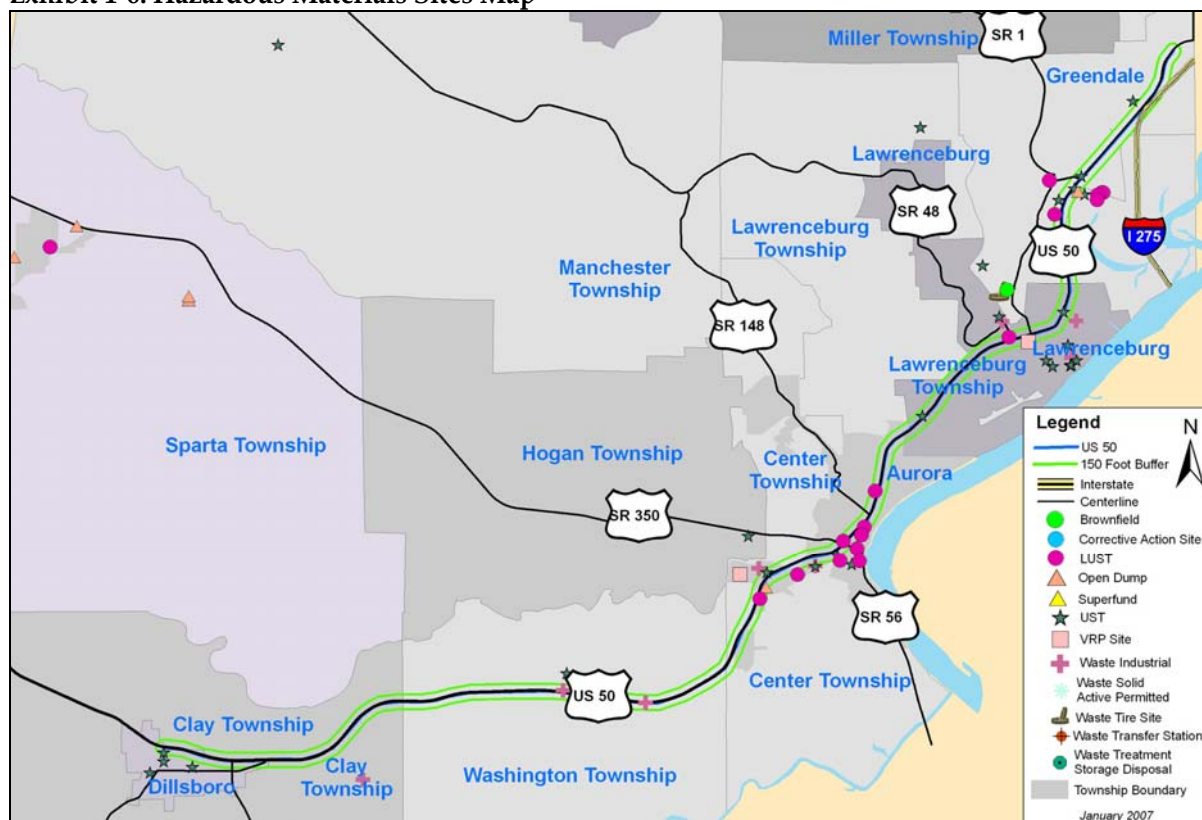 Exhibit 1-6: Hazardous Materials Sites Map
Miller Township
SR 1
Greendale
Lawrenceburg
SR 48
Lawrenceburg
Township
US 50
I 275
Manchester
Township
SR 148
Lawrenceburg
Township
Lawrenceburg
Sparta Township
Hogan Township
Center
Township
Aurora
SR 350
SR 56
Center Township
US 50
Clay Township
Clay
Township
Dillsboro
Washington Township
Legend
N
US 50
150 Foot Buffer
Interstate
Centerline
Brownfield
Corrective Action Site
LUST
Open Dump
Superfund
UST
VRP Site
Waste Industrial
Waste Solid
Active Permitted
Waste Tire Site
Waste Transfer Station
Waste Treatment
Storage Disposal
Township Boundary
January 2007